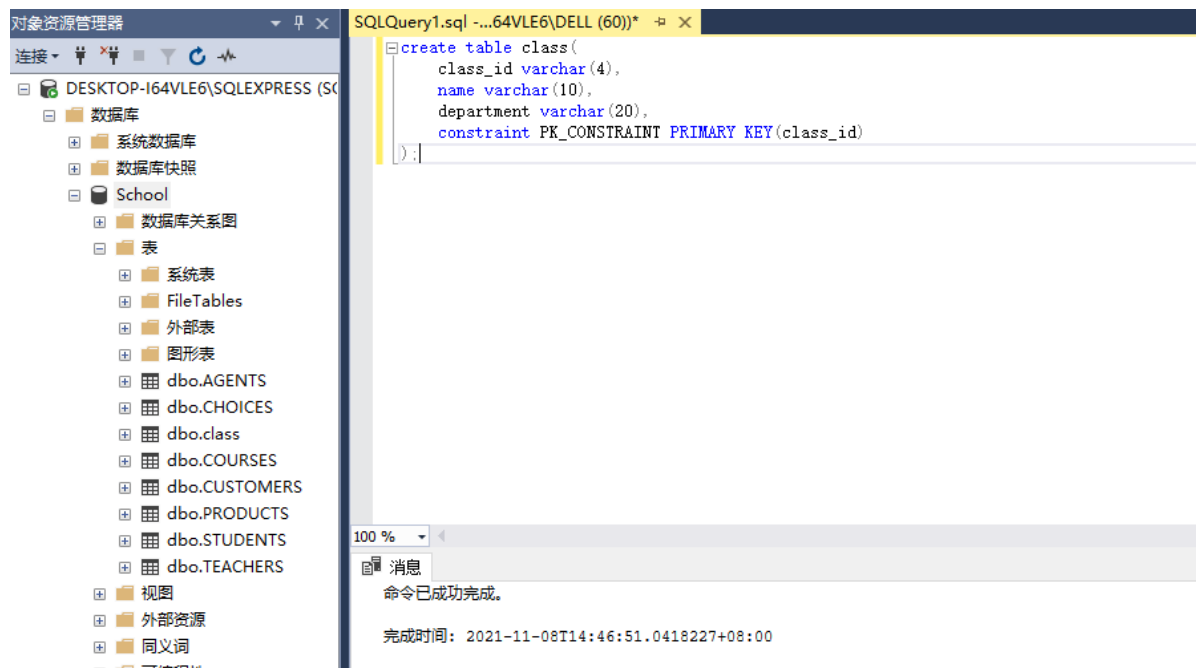 对象资源管理器
连接
DESKTOP-I64VLE6\SQLEXPRESS (SQ
数据库
系统数据库
数据库快照
School
数据库关系图
表
系统表
FileTables
外部表
图形表
dbo.AGENTS
dbo.CHOICES
dbo.class
dbo.COURSES
dbo.CUSTOMERS
dbo.PRODUCTS
dbo.STUDENTS
dbo.TEACHERS
视图
外部资源
同义词
SQLQuery1.sql -...64VLE6\DELL (60))*
create table class(
class_id varchar(4),
name varchar(10),
department varchar(20),
constraint PK_CONSTRAINT PRIMARY KEY(class_id)
);
100 %
消息
命令已成功完成。
完成时间: 2021-11-08T14:46:51.0418227+08:00